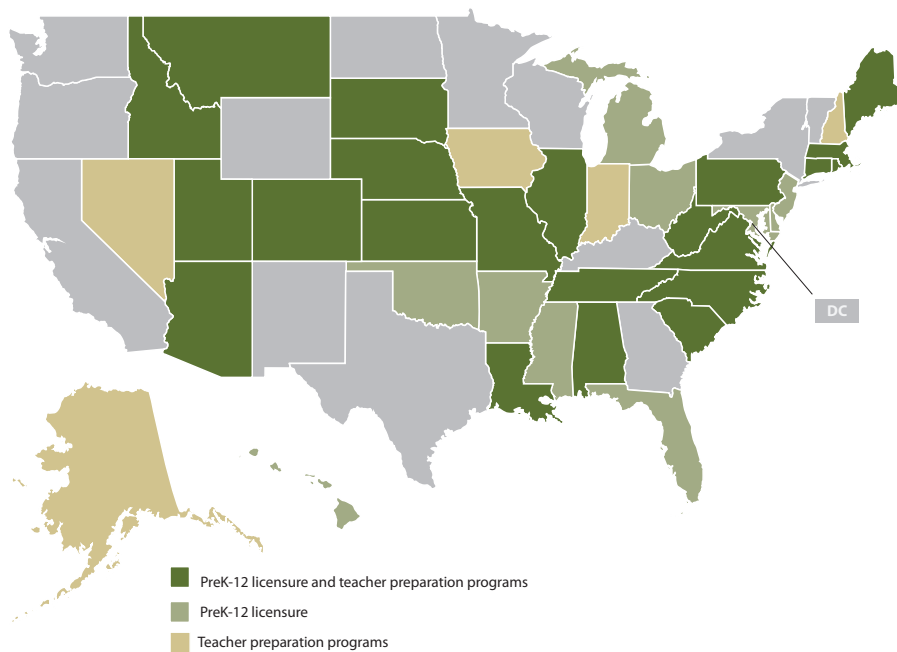 DC
PreK-12 licensure and teacher preparation programs
PreK-12 licensure
Teacher preparation programs